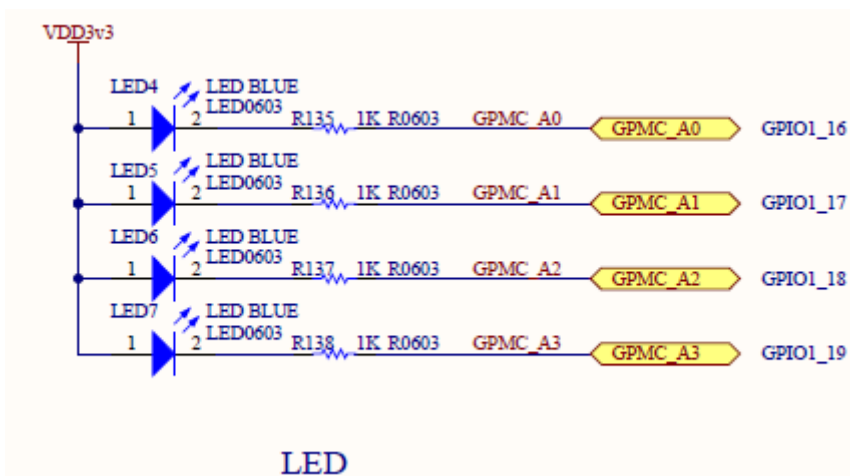 VDD3v3
LED4 LED BLUE
LED0603
1 2 R135 1K R0603 GPMC_A0 GPMC_A0 GPIO1_16
LED5 LED BLUE
LED0603
1 2 R136 1K R0603 GPMC_A1 GPMC_A1 GPIO1_17
LED6 LED BLUE
LED0603
1 2 R137 1K R0603 GPMC_A2 GPMC_A2 GPIO1_18
LED7 LED BLUE
LED0603
1 2 R138 1K R0603 GPMC_A3 GPMC_A3 GPIO1_19
LED